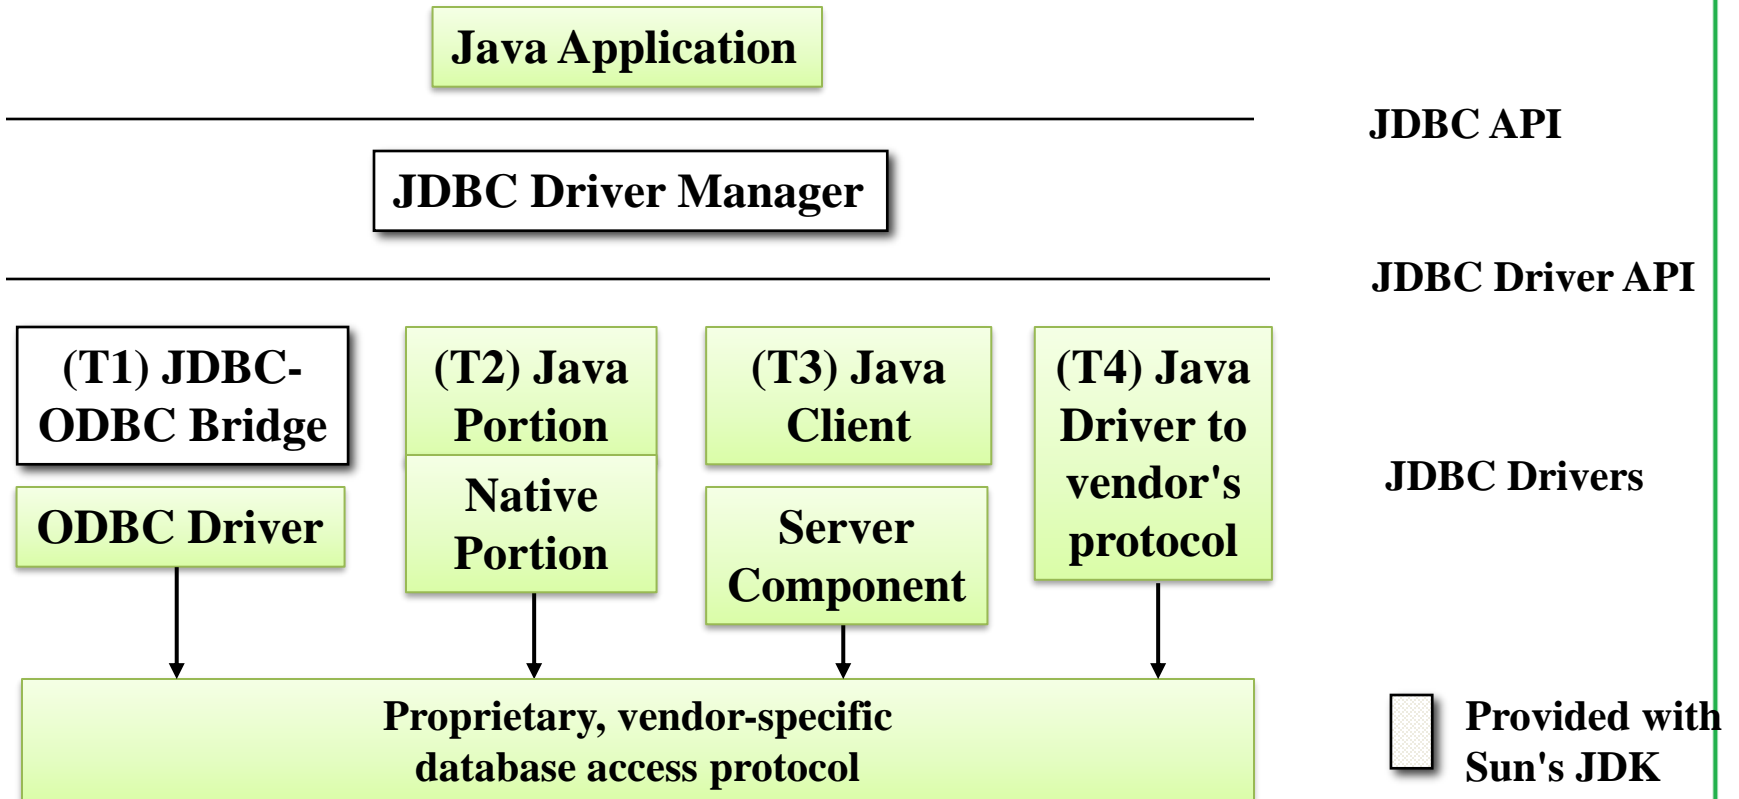 Java Application
JDBC API
JDBC Driver Manager
JDBC Driver API
(T1) JDBC-
ODBC Bridge
ODBC Driver
(T2) Java
Portion
Native
Portion
(T3) Java
Client
Server
Component
(T4) Java
Driver to
vendor's
protocol
JDBC Drivers
Proprietary, vendor-specific
database access protocol
Provided with
Sun's JDK